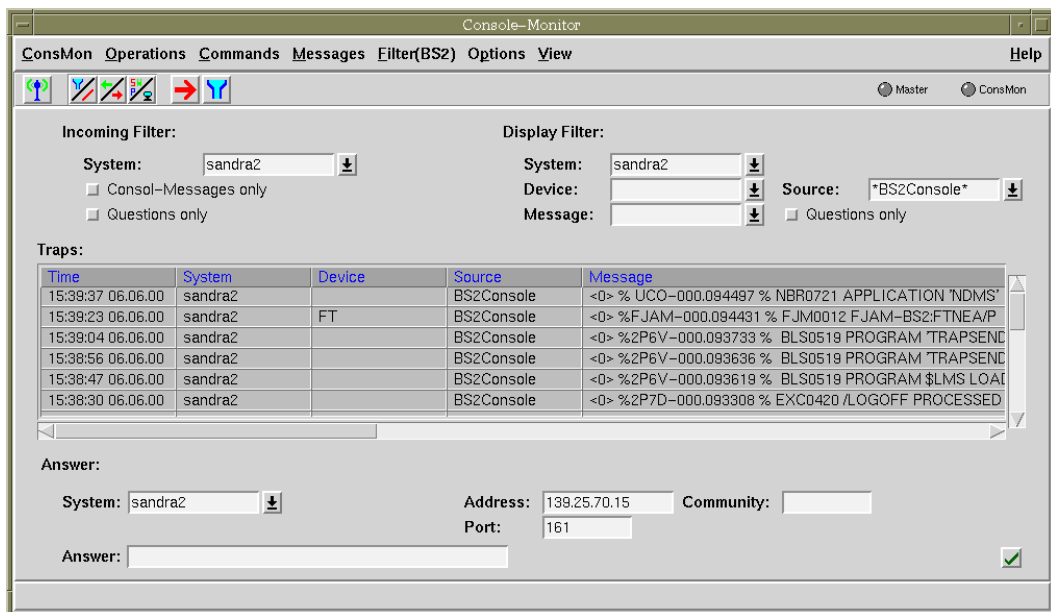 Console-Monitor
ConsMon Operations Commands Messages Filter(BS2) Options View Help
Master ConsMon
Incoming Filter: Display Filter:
System: sandra2 System: sandra2
Consol-Messages only Device: Source: *BS2Console*
Questions only Message: Questions only
Traps:
Time System Device Source Message
15:39:37 06.06.00 sandra2 BS2Console <0> % UCO-000.094497 % NBR0721 APPLICATION 'NDMS'
15:39:23 06.06.00 sandra2 FT BS2Console <0> %FJAM-000.094431 % FJM0012 FJAM-BS2:FTNEA/P
15:39:04 06.06.00 sandra2 BS2Console <0> %2P6V-000.093733 % BLS0519 PROGRAM 'TRAPSEND
15:38:56 06.06.00 sandra2 BS2Console <0> %2P6V-000.093636 % BLS0519 PROGRAM 'TRAPSEND
15:38:47 06.06.00 sandra2 BS2Console <0> %2P6V-000.093619 % BLS0519 PROGRAM $LMS LOAD
15:38:30 06.06.00 sandra2 BS2Console <0> %2P7D-000.093308 % EXC0420 /LOGOFF PROCESSED
Answer:
System: sandra2 Address: 139.25.70.15 Community:
Port: 161
Answer: